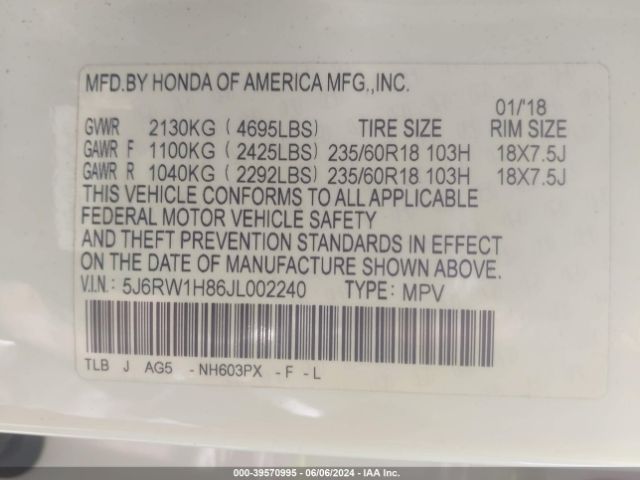 MFD.BY HONDA OF AMERICA MFG.,INC.
01/'18
GVWR 2130KG ( 4695LBS) TIRE SIZE RIM SIZE
GAWR F 1100KG ( 2425LBS) 235/60R18 103H 18X7.5J
GAWR R 1040KG ( 2292LBS) 235/60R18 103H 18X7.5J
THIS VEHICLE CONFORMS TO ALL APPLICABLE
FEDERAL MOTOR VEHICLE SAFETY
AND THEFT PREVENTION STANDARDS IN EFFECT
ON THE DATE OF MANUFACTURE SHOWN ABOVE.
V.I.N.: 5J6RW1H86JL002240 TYPE: MPV
TLB J AG5 -NH603PX -F -L
000-39570995 - 06/06/2024 - IAA Inc.